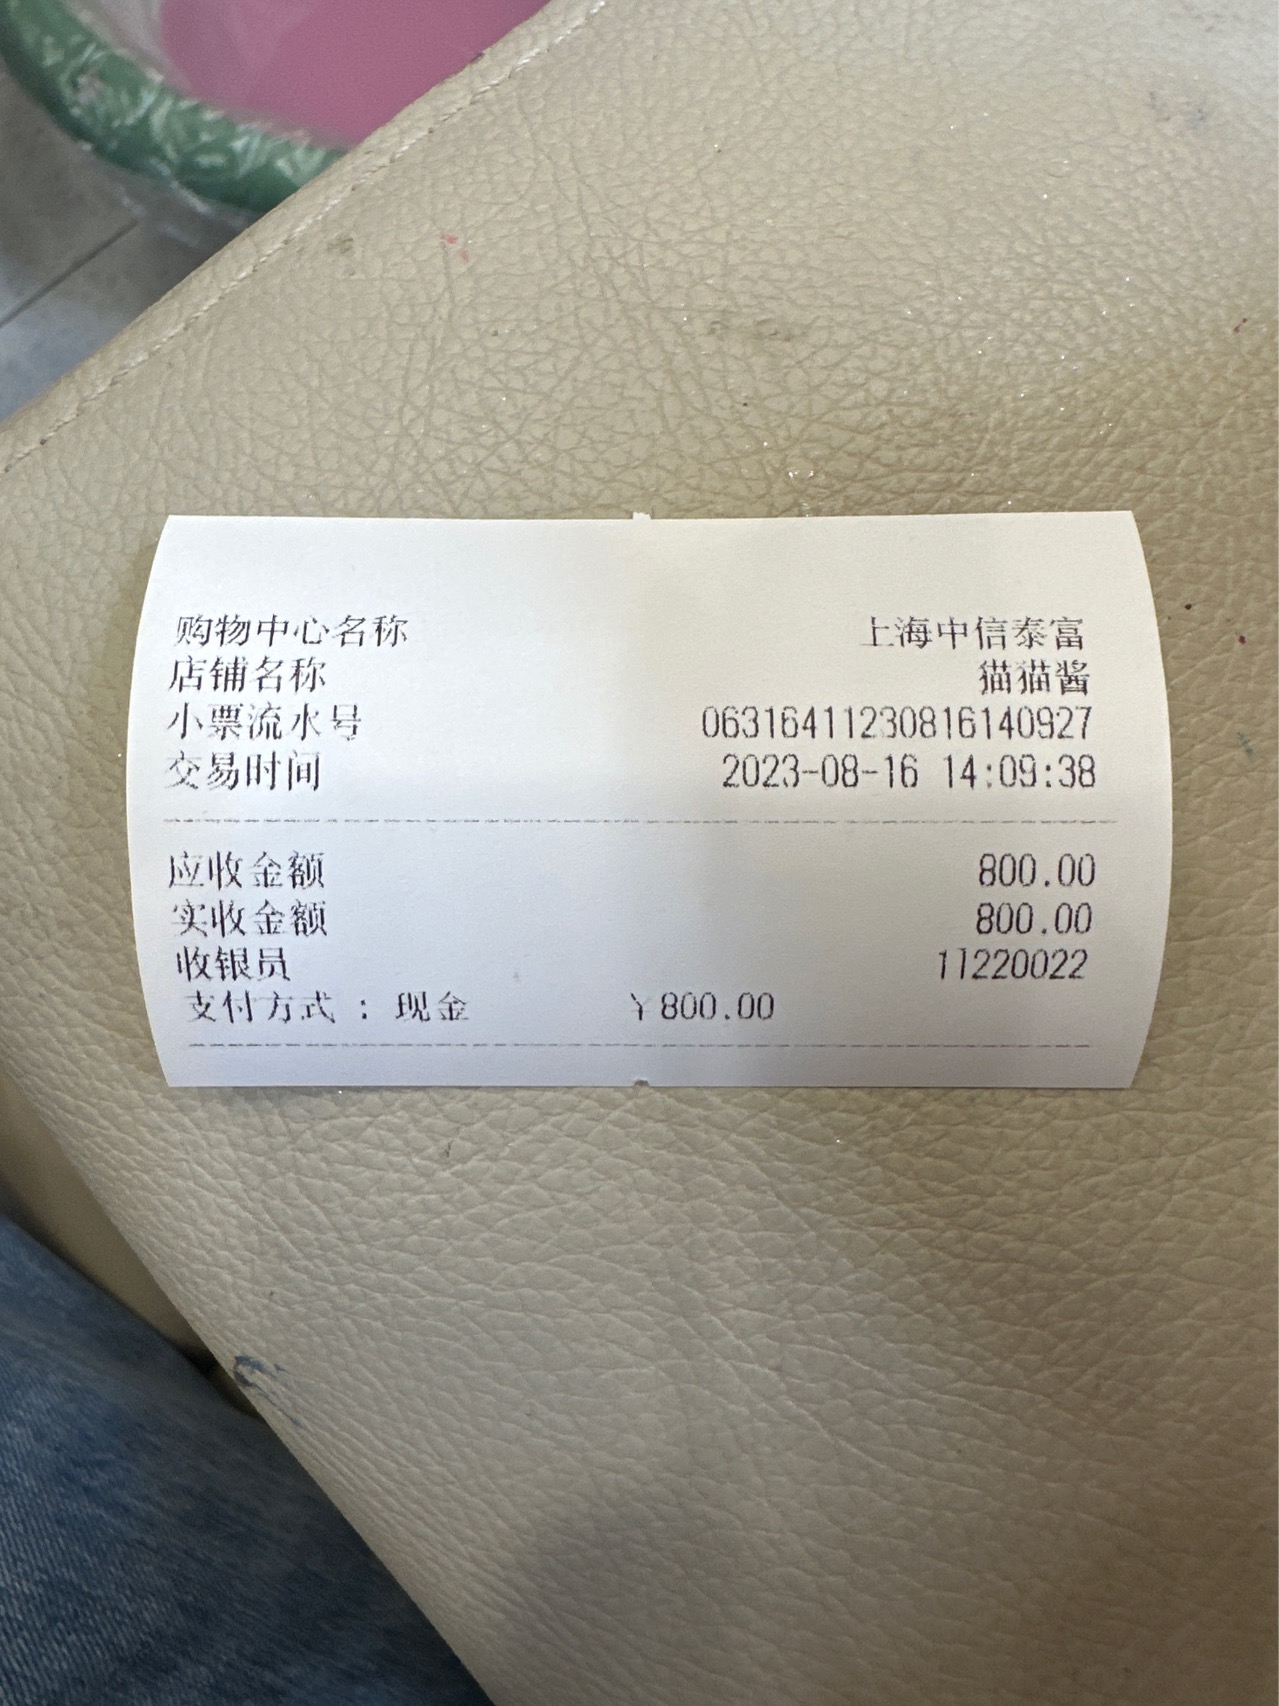 购物中心名称 上海中信泰富
店铺名称 猫猫酱
小票流水号 06316411230816140927
交易时间 2023-08-16 14:09:38
应收金额 800.00
实收金额 800.00
收银员 11220022
支付方式 : 现金 ￥800.00